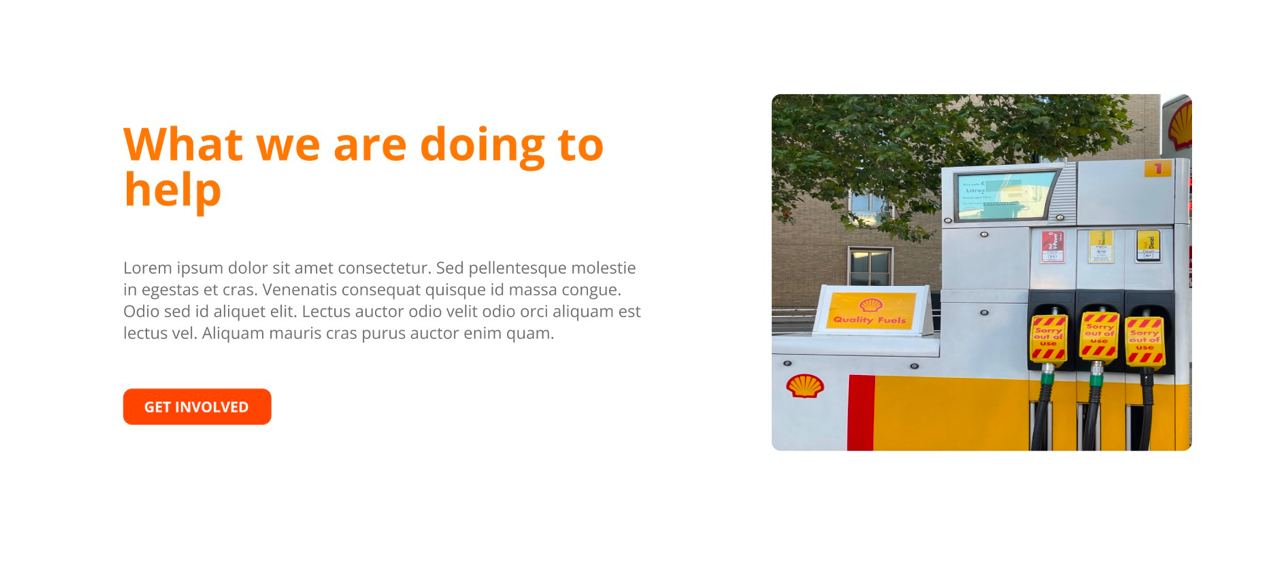 What we are doing to
help
Lorem ipsum dolor sit amet consectetur. Sed pellentesque molestie
in egestas et cras. Venenatis consequat quisque id massa congue.
Odio sed id aliquet elit. Lectus auctor odio velit odio orci aliquam est
lectus vel. Aliquam mauris cras purus auctor enim quam.
GET INVOLVED
1
Litres
Diesel
Quality Fuels
Sorry
out of
use
Sorry
out of
use
Sorry
out of
use